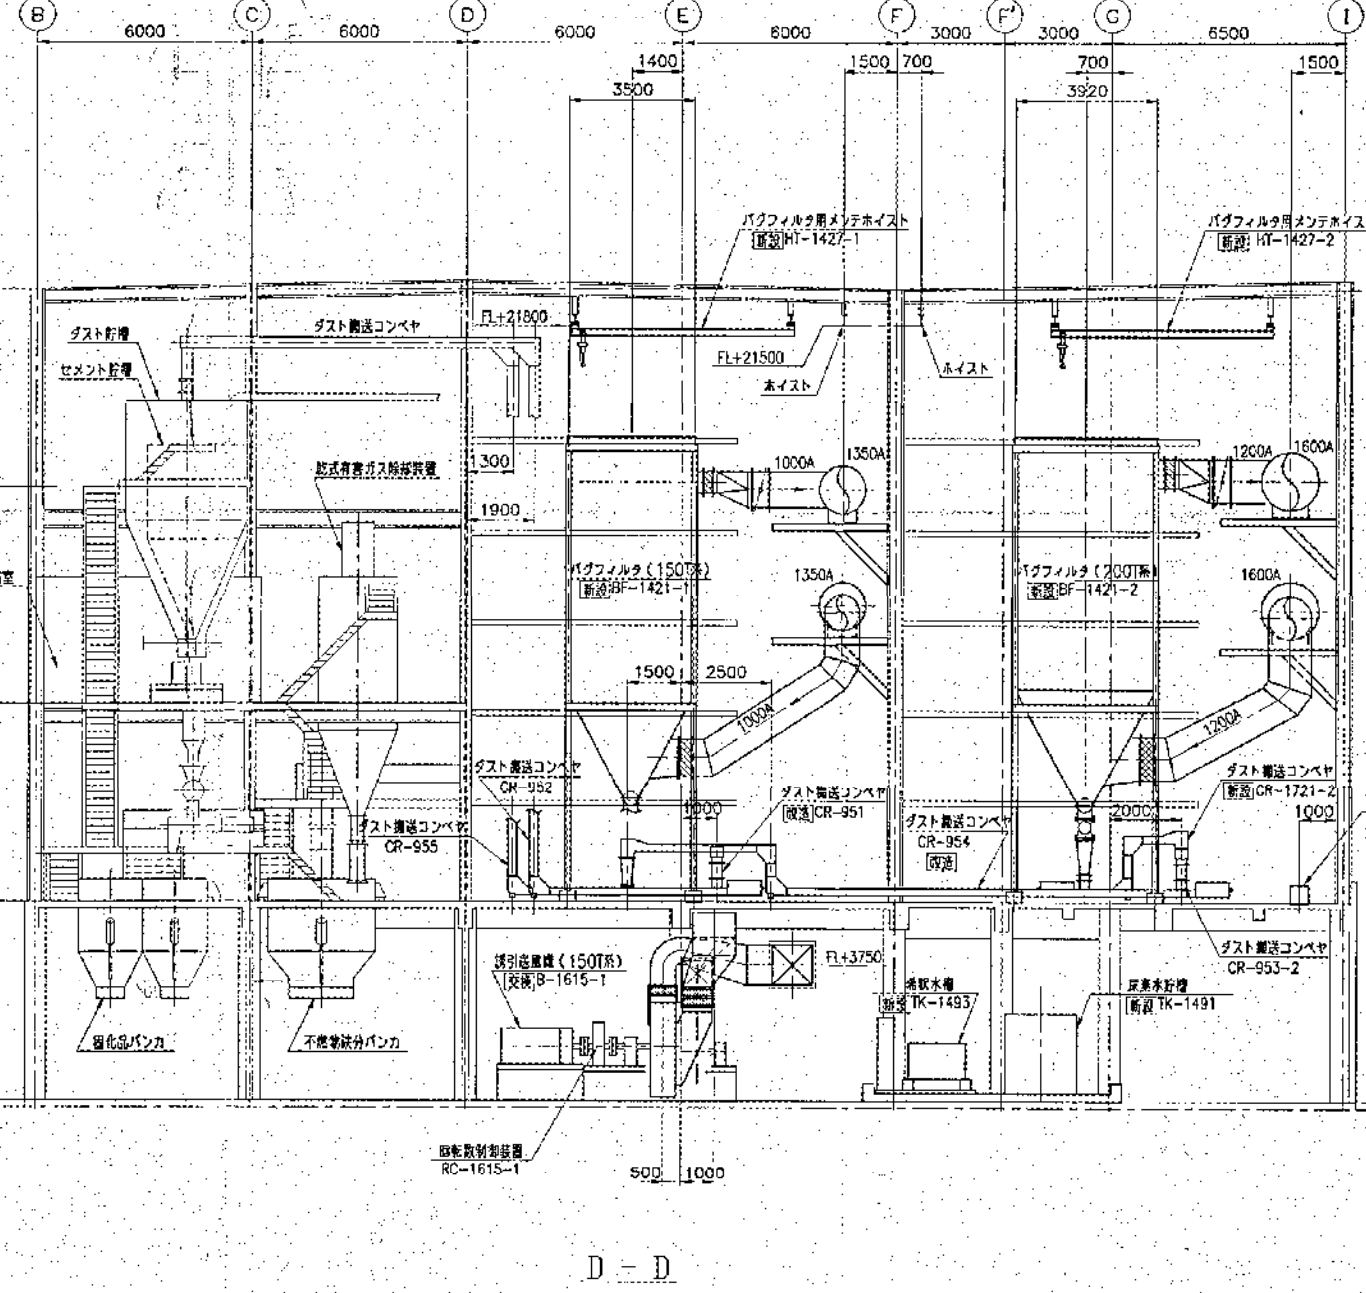 B C D E F F' G I
6000 6000 6000 6000 3000 3000 6500
1400 1500 700 700 1500
3500 3920
バグフィルタ用メンテホイスト
新設 HT-1427-1
バグフィルタ用メンテホイス
新設 HT-1427-2
ダスト搬送コンベヤ
FL+21800
ダスト貯槽
セメント貯槽
FL+21500
ホイスト
ホイスト
乾式有害ガス除却装置
1300
1900
1000A
1350A
1200A
1600A
室
バグフィルタ(150T系)
新設 BF-1421-1
1350A
バグフィルタ(200T系)
新設 BF-1421-2
1600A
1500 2500
1000A
1200A
ダスト搬送コンベヤ
CR-952
ダスト搬送コンベヤ
CR-955
1000
ダスト搬送コンベヤ
改造 CR-951
ダスト搬送コンベヤ
CR-954
改造
ダスト搬送コンベヤ
新設 CR-1721-2
2000
1000
誘引送風機(150T系)
交換 B-1615-1
FL+3750
希釈水槽
新設 TK-1493
尿素水貯槽
新設 TK-1491
ダスト搬送コンベヤ
CR-953-2
固化品バンカ
不燃物鉄分バンカ
回転数制御装置
RC-1615-1
500 1000
D - D